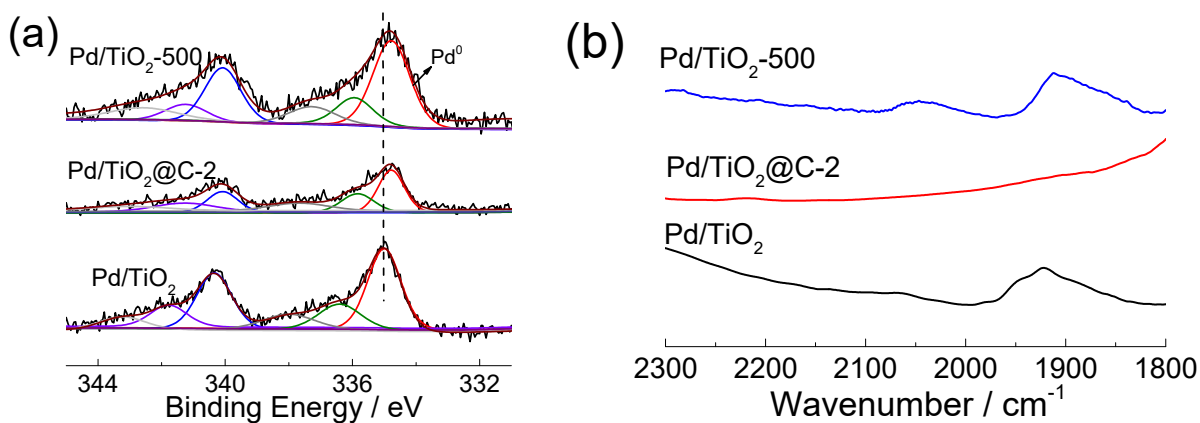 (a)
Pd/TiO₂-500
Pd⁰
Pd/TiO₂@C-2
Pd/TiO₂
344 340 336 332
Binding Energy / eV
(b)
Pd/TiO₂-500
Pd/TiO₂@C-2
Pd/TiO₂
2300 2200 2100 2000 1900 1800
Wavenumber / cm⁻¹